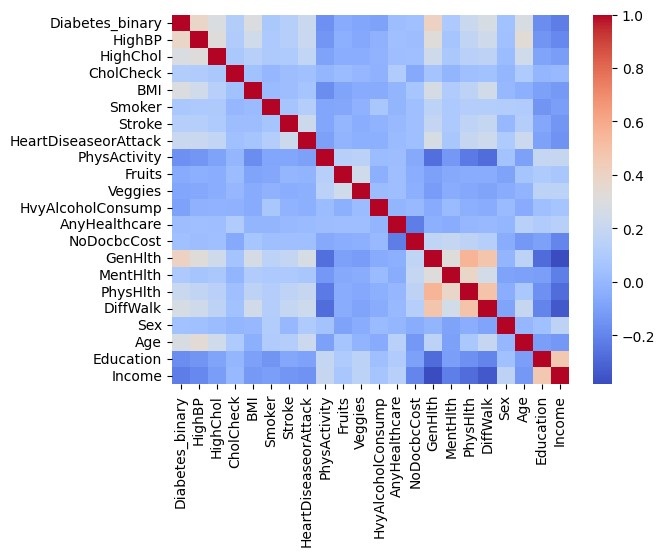 Diabetes_binary
HighBP
HighChol
CholCheck
BMI
Smoker
Stroke
HeartDiseaseorAttack
PhysActivity
Fruits
Veggies
HvyAlcoholConsump
AnyHealthcare
NoDocbcCost
GenHlth
MentHlth
PhysHlth
DiffWalk
Sex
Age
Education
Income
Diabetes_binary
HighBP
HighChol
CholCheck
BMI
Smoker
Stroke
HeartDiseaseorAttack
PhysActivity
Fruits
Veggies
HvyAlcoholConsump
AnyHealthcare
NoDocbcCost
GenHlth
MentHlth
PhysHlth
DiffWalk
Sex
Age
Education
Income
1.0
0.8
0.6
0.4
0.2
0.0
−0.2